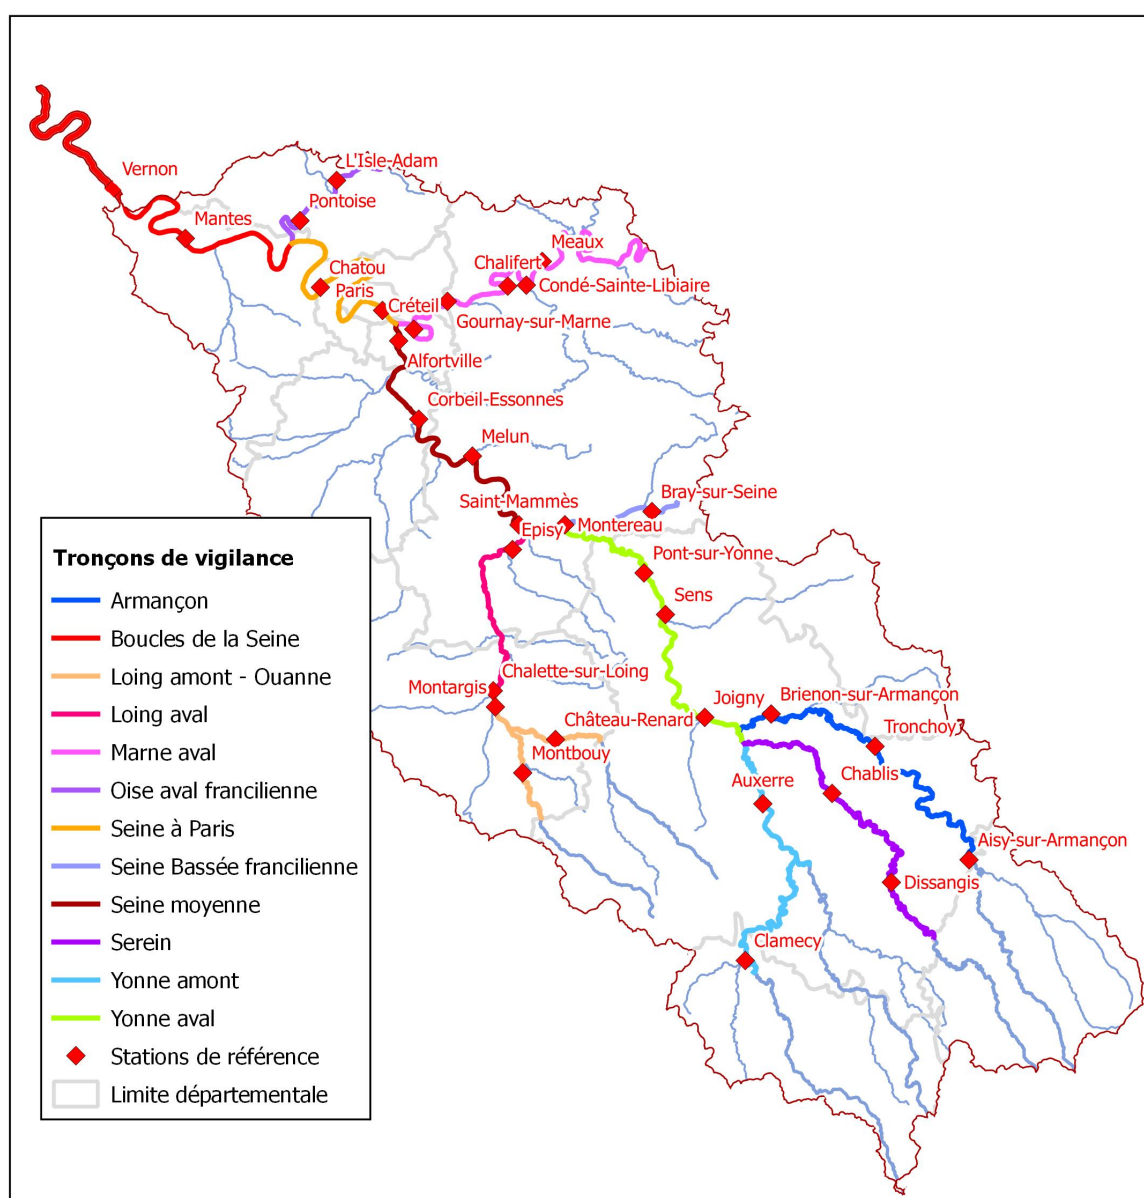 L'Isle-Adam
Vernon
Pontoise
Mantes
Meaux
Chalifert
Chatou
Condé-Sainte-Libiaire
Paris
Créteil
Gournay-sur-Marne
Alfortville
Corbeil-Essonnes
Melun
Bray-sur-Seine
Saint-Mammès
Montereau
Episy
Pont-sur-Yonne
Sens
Chalette-sur-Loing
Montargis
Joigny
Brienon-sur-Armançon
Château-Renard
Tronchoy
Montbouy
Chablis
Auxerre
Aisy-sur-Armançon
Dissangis
Clamecy
Tronçons de vigilance
Armançon
Boucles de la Seine
Loing amont - Ouanne
Loing aval
Marne aval
Oise aval francilienne
Seine à Paris
Seine Bassée francilienne
Seine moyenne
Serein
Yonne amont
Yonne aval
Stations de référence
Limite départementale